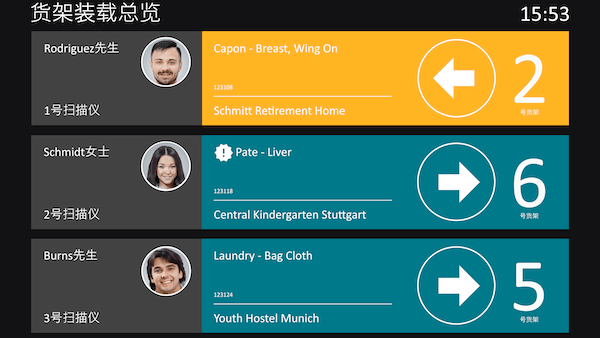 货架装载总览
15:53
Rodriguez先生
1号扫描仪
Capon - Breast, Wing On
123108
Schmitt Retirement Home
2
号货架
Schmidt女士
2号扫描仪
Pate - Liver
123118
Central Kindergarten Stuttgart
6
号货架
Burns先生
3号扫描仪
Laundry - Bag Cloth
123124
Youth Hostel Munich
5
号货架